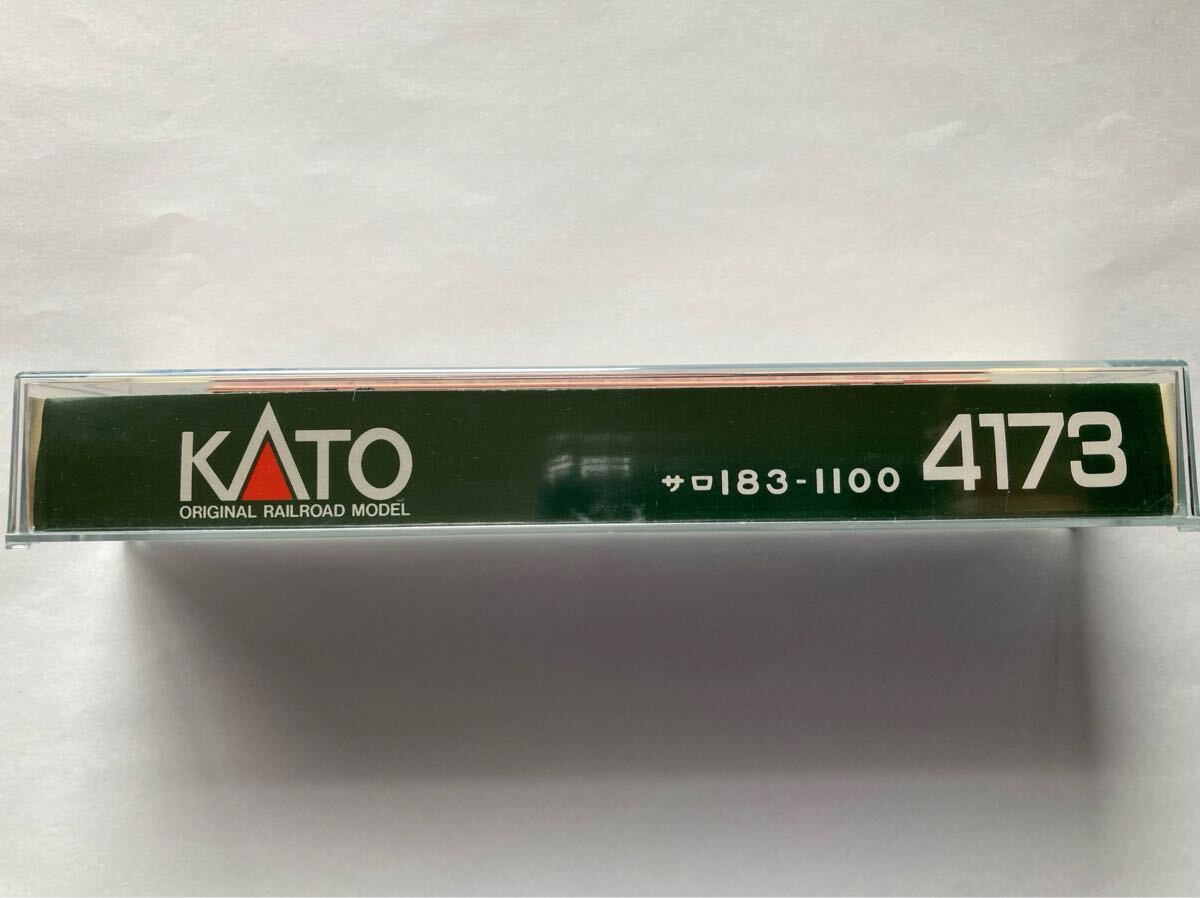 KATO
ORIGINAL RAILROAD MODEL
サロ183-1100 4173